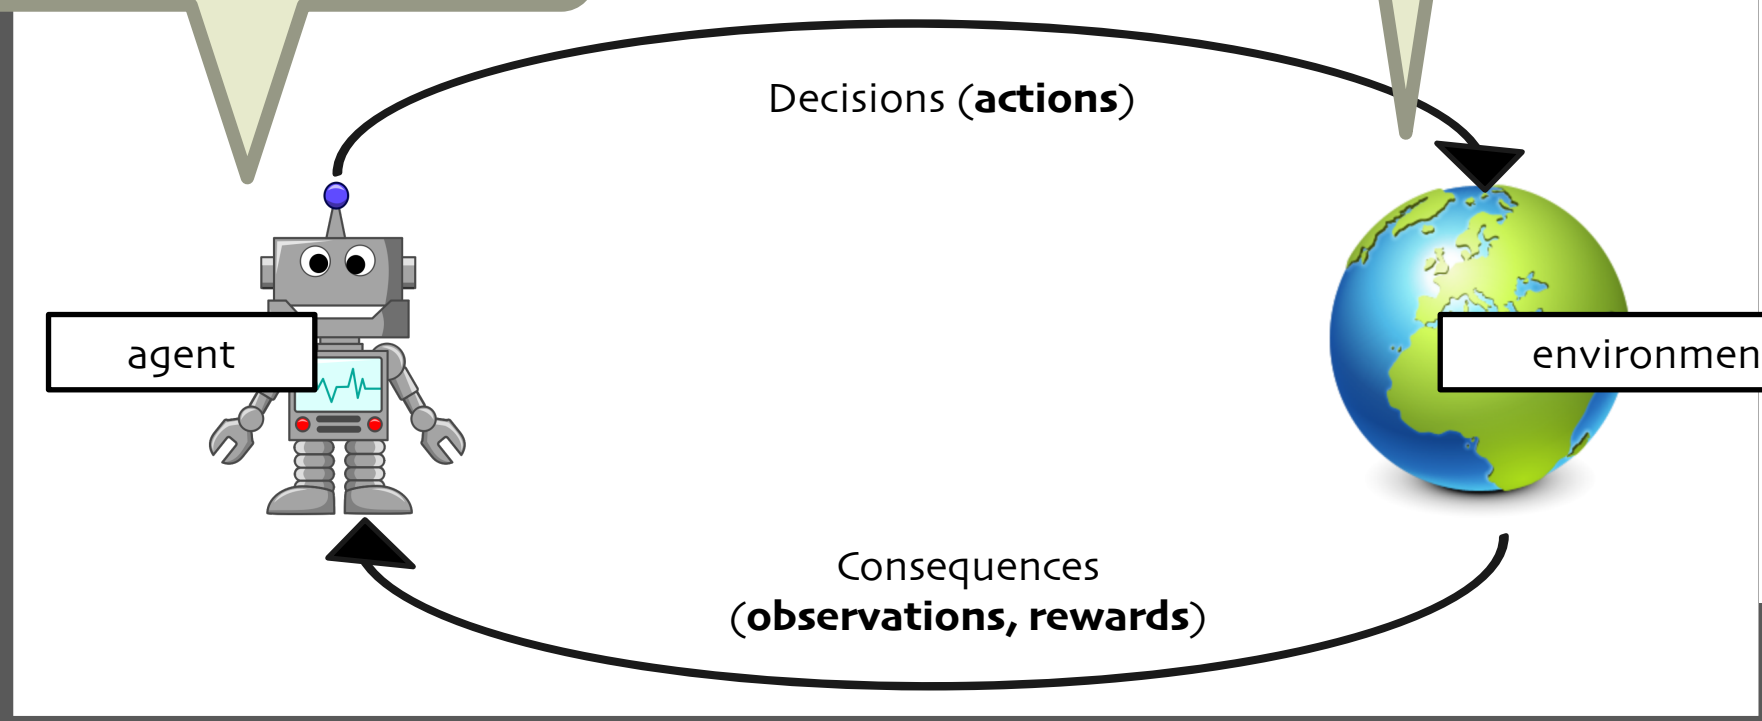 Decisions (actions)
agent
environmen
Consequences
(observations, rewards)